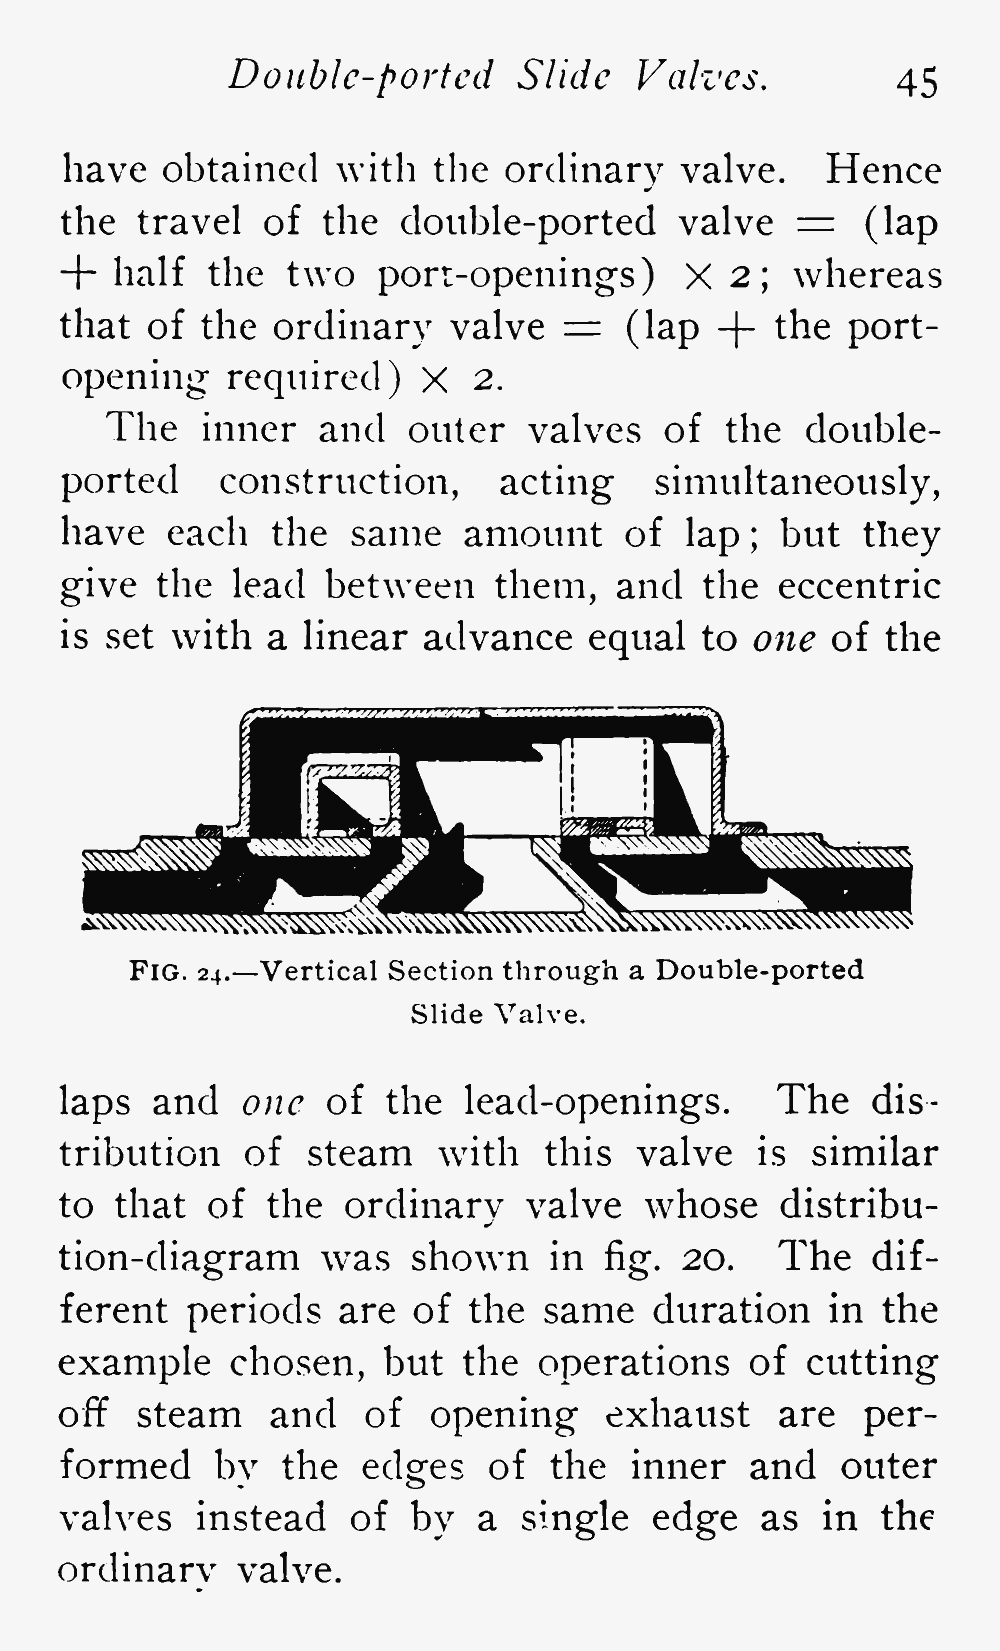 Double-ported Slide Valves. 45
have obtained with the ordinary valve. Hence
the travel of the double-ported valve = (lap
+ half the two port-openings) × 2; whereas
that of the ordinary valve = (lap + the port-
opening required) × 2.
The inner and outer valves of the double-
ported construction, acting simultaneously,
have each the same amount of lap; but they
give the lead between them, and the eccentric
is set with a linear advance equal to one of the
FIG. 24.—Vertical Section through a Double-ported
Slide Valve.
laps and one of the lead-openings. The dis-
tribution of steam with this valve is similar
to that of the ordinary valve whose distribu-
tion-diagram was shown in fig. 20. The dif-
ferent periods are of the same duration in the
example chosen, but the operations of cutting
off steam and of opening exhaust are per-
formed by the edges of the inner and outer
valves instead of by a single edge as in the
ordinary valve.